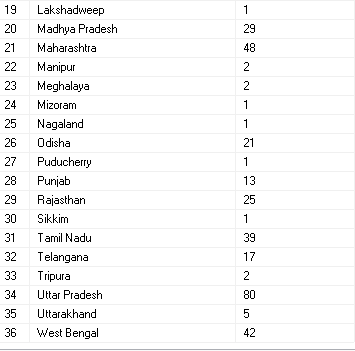 19 Lakshadweep 1
20 Madhya Pradesh 29
21 Maharashtra 48
22 Manipur 2
23 Meghalaya 2
24 Mizoram 1
25 Nagaland 1
26 Odisha 21
27 Puducherry 1
28 Punjab 13
29 Rajasthan 25
30 Sikkim 1
31 Tamil Nadu 39
32 Telangana 17
33 Tripura 2
34 Uttar Pradesh 80
35 Uttarakhand 5
36 West Bengal 42